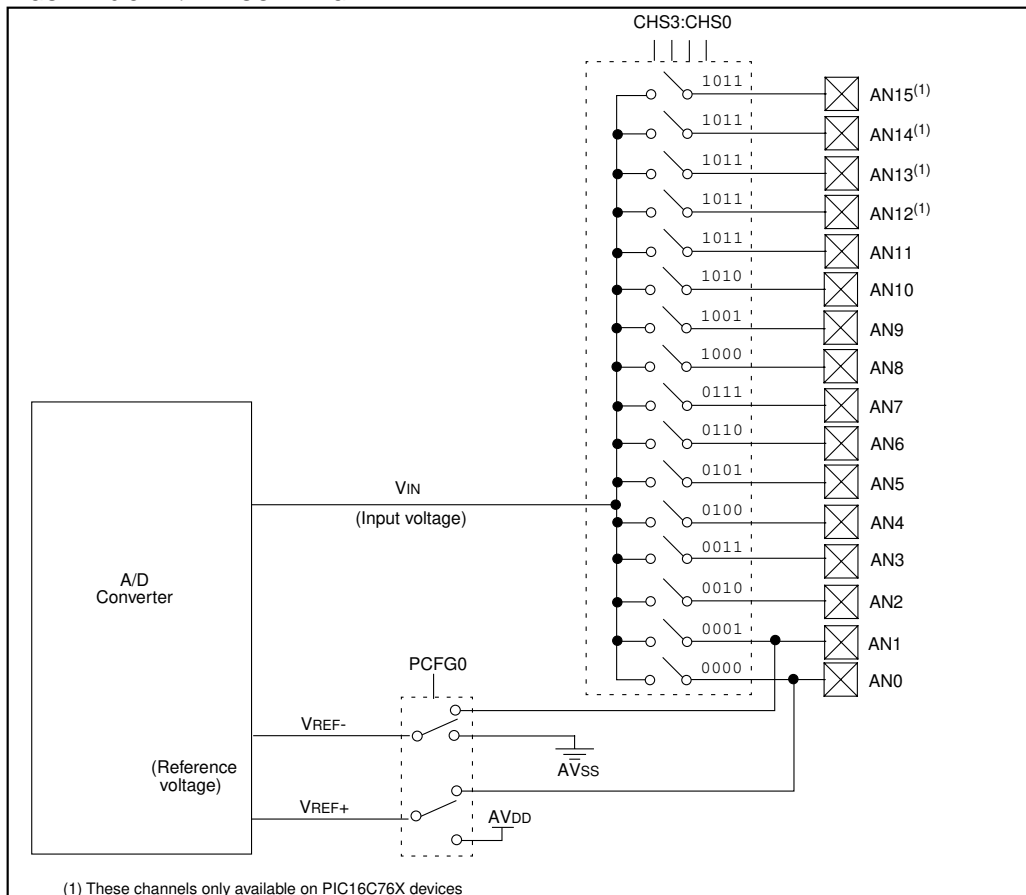 CHS3:CHS0
1011 AN15(1)
1011 AN14(1)
1011 AN13(1)
1011 AN12(1)
1011 AN11
1010 AN10
1001 AN9
1000 AN8
0111 AN7
0110 AN6
0101 AN5
VIN
(Input voltage)
0100 AN4
0011 AN3
A/D
Converter
0010 AN2
0001 AN1
PCFG0
0000 AN0
VREF-
AVSS
(Reference
voltage)
VREF+
AVDD
(1) These channels only available on PIC16C76X devices